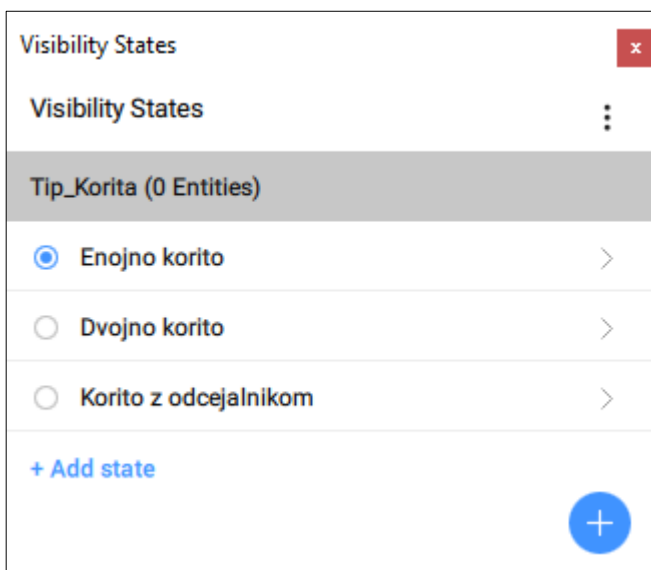 Visibility States
x
Visibility States
Tip_Korita (0 Entities)
Enojno korito
Dvojno korito
Korito z odcejalnikom
+ Add state